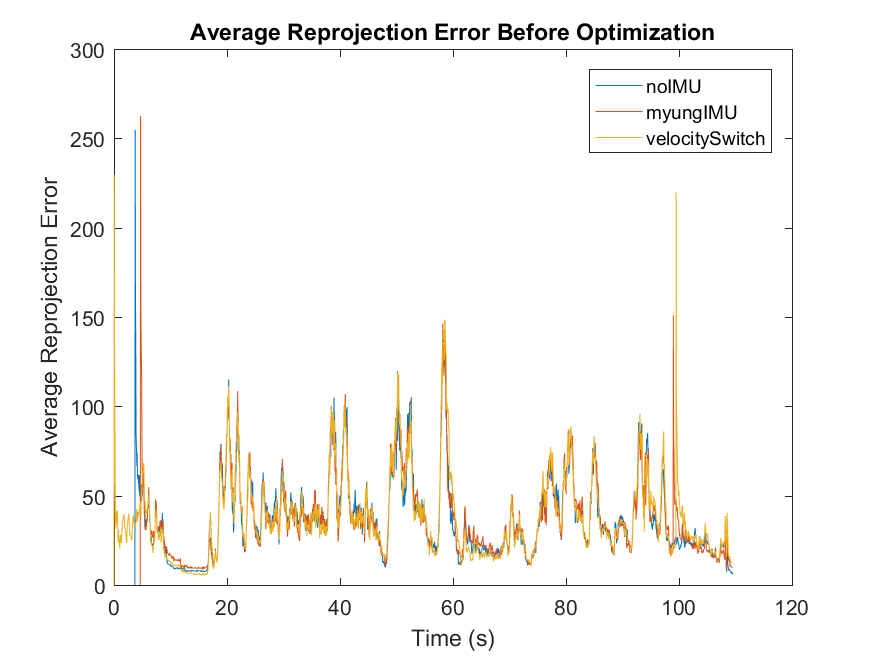 Average Reprojection Error Before Optimization
300
250
200
150
100
50
0
Average Reprojection Error
noIMU
myungIMU
velocitySwitch
0 20 40 60 80 100 120
Time (s)